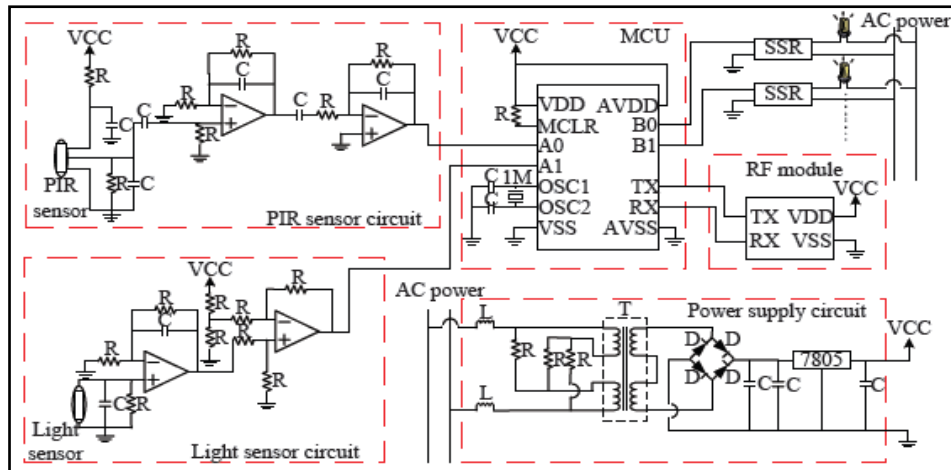 VCC
R
C
C
R
C
PIR
sensor
R
R
C
R
C
R
R
C
PIR sensor circuit
VCC
MCU
R
VDD AVDD
MCLR B0
A0 B1
A1
C 1M
OSC1 TX
C
OSC2 RX
VSS AVSS
SSR
SSR
AC power
RF module
VCC
TX VDD
RX VSS
R
C
R
C
R
Light
sensor
VCC
R
R
R
R
R
R
Light sensor circuit
AC power
L
L
R
R
R
T
Power supply circuit
D
D
D
D
C
C
7805
C
VCC